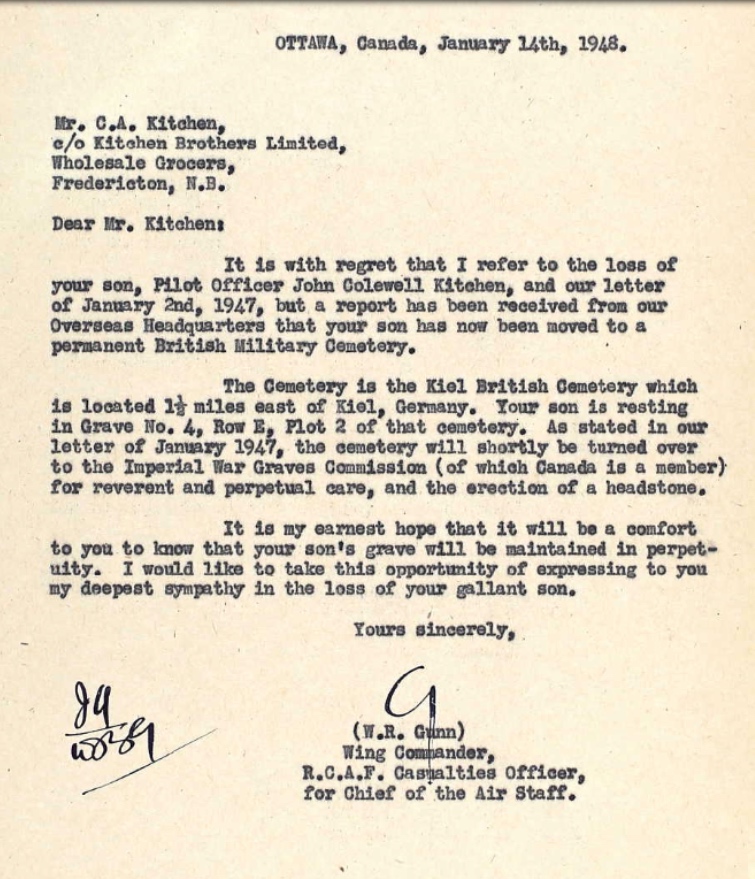 OTTAWA, Canada, January 14th, 1948.
Mr. C.A. Kitchen,
c/o Kitchen Brothers Limited,
Wholesale Grocers,
Fredericton, N.B.
Dear Mr. Kitchen:
It is with regret that I refer to the loss of
your son, Pilot Officer John Colewell Kitchen, and our letter
of January 2nd, 1947, but a report has been received from our
Overseas Headquarters that your son has now been moved to a
permanent British Military Cemetery.
The Cemetery is the Kiel British Cemetery which
is located 1½ miles east of Kiel, Germany. Your son is resting
in Grave No. 4, Row E, Plot 2 of that cemetery. As stated in our
letter of January 1947, the cemetery will shortly be turned over
to the Imperial War Graves Commission (of which Canada is a member)
for reverent and perpetual care, and the erection of a headstone.
It is my earnest hope that it will be a comfort
to you to know that your son's grave will be maintained in perpet-
uity. I would like to take this opportunity of expressing to you
my deepest sympathy in the loss of your gallant son.
Yours sincerely,
(W.R. Gunn)
Wing Commander,
R.C.A.F. Casualties Officer,
for Chief of the Air Staff.